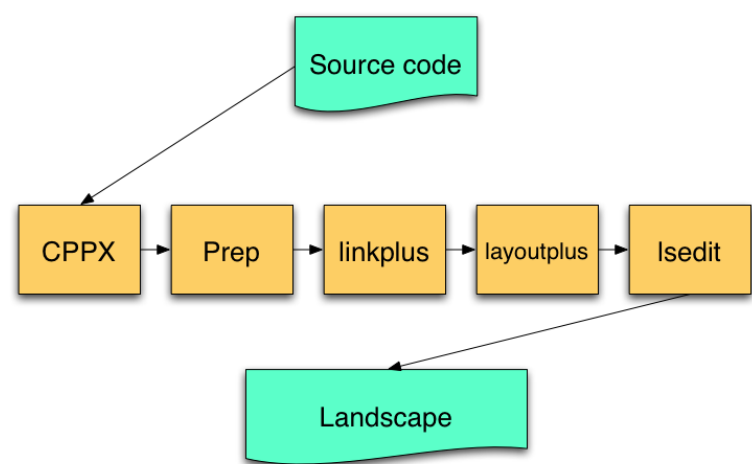 Source code
CPPX
Prep
linkplus
layoutplus
lsedit
Landscape